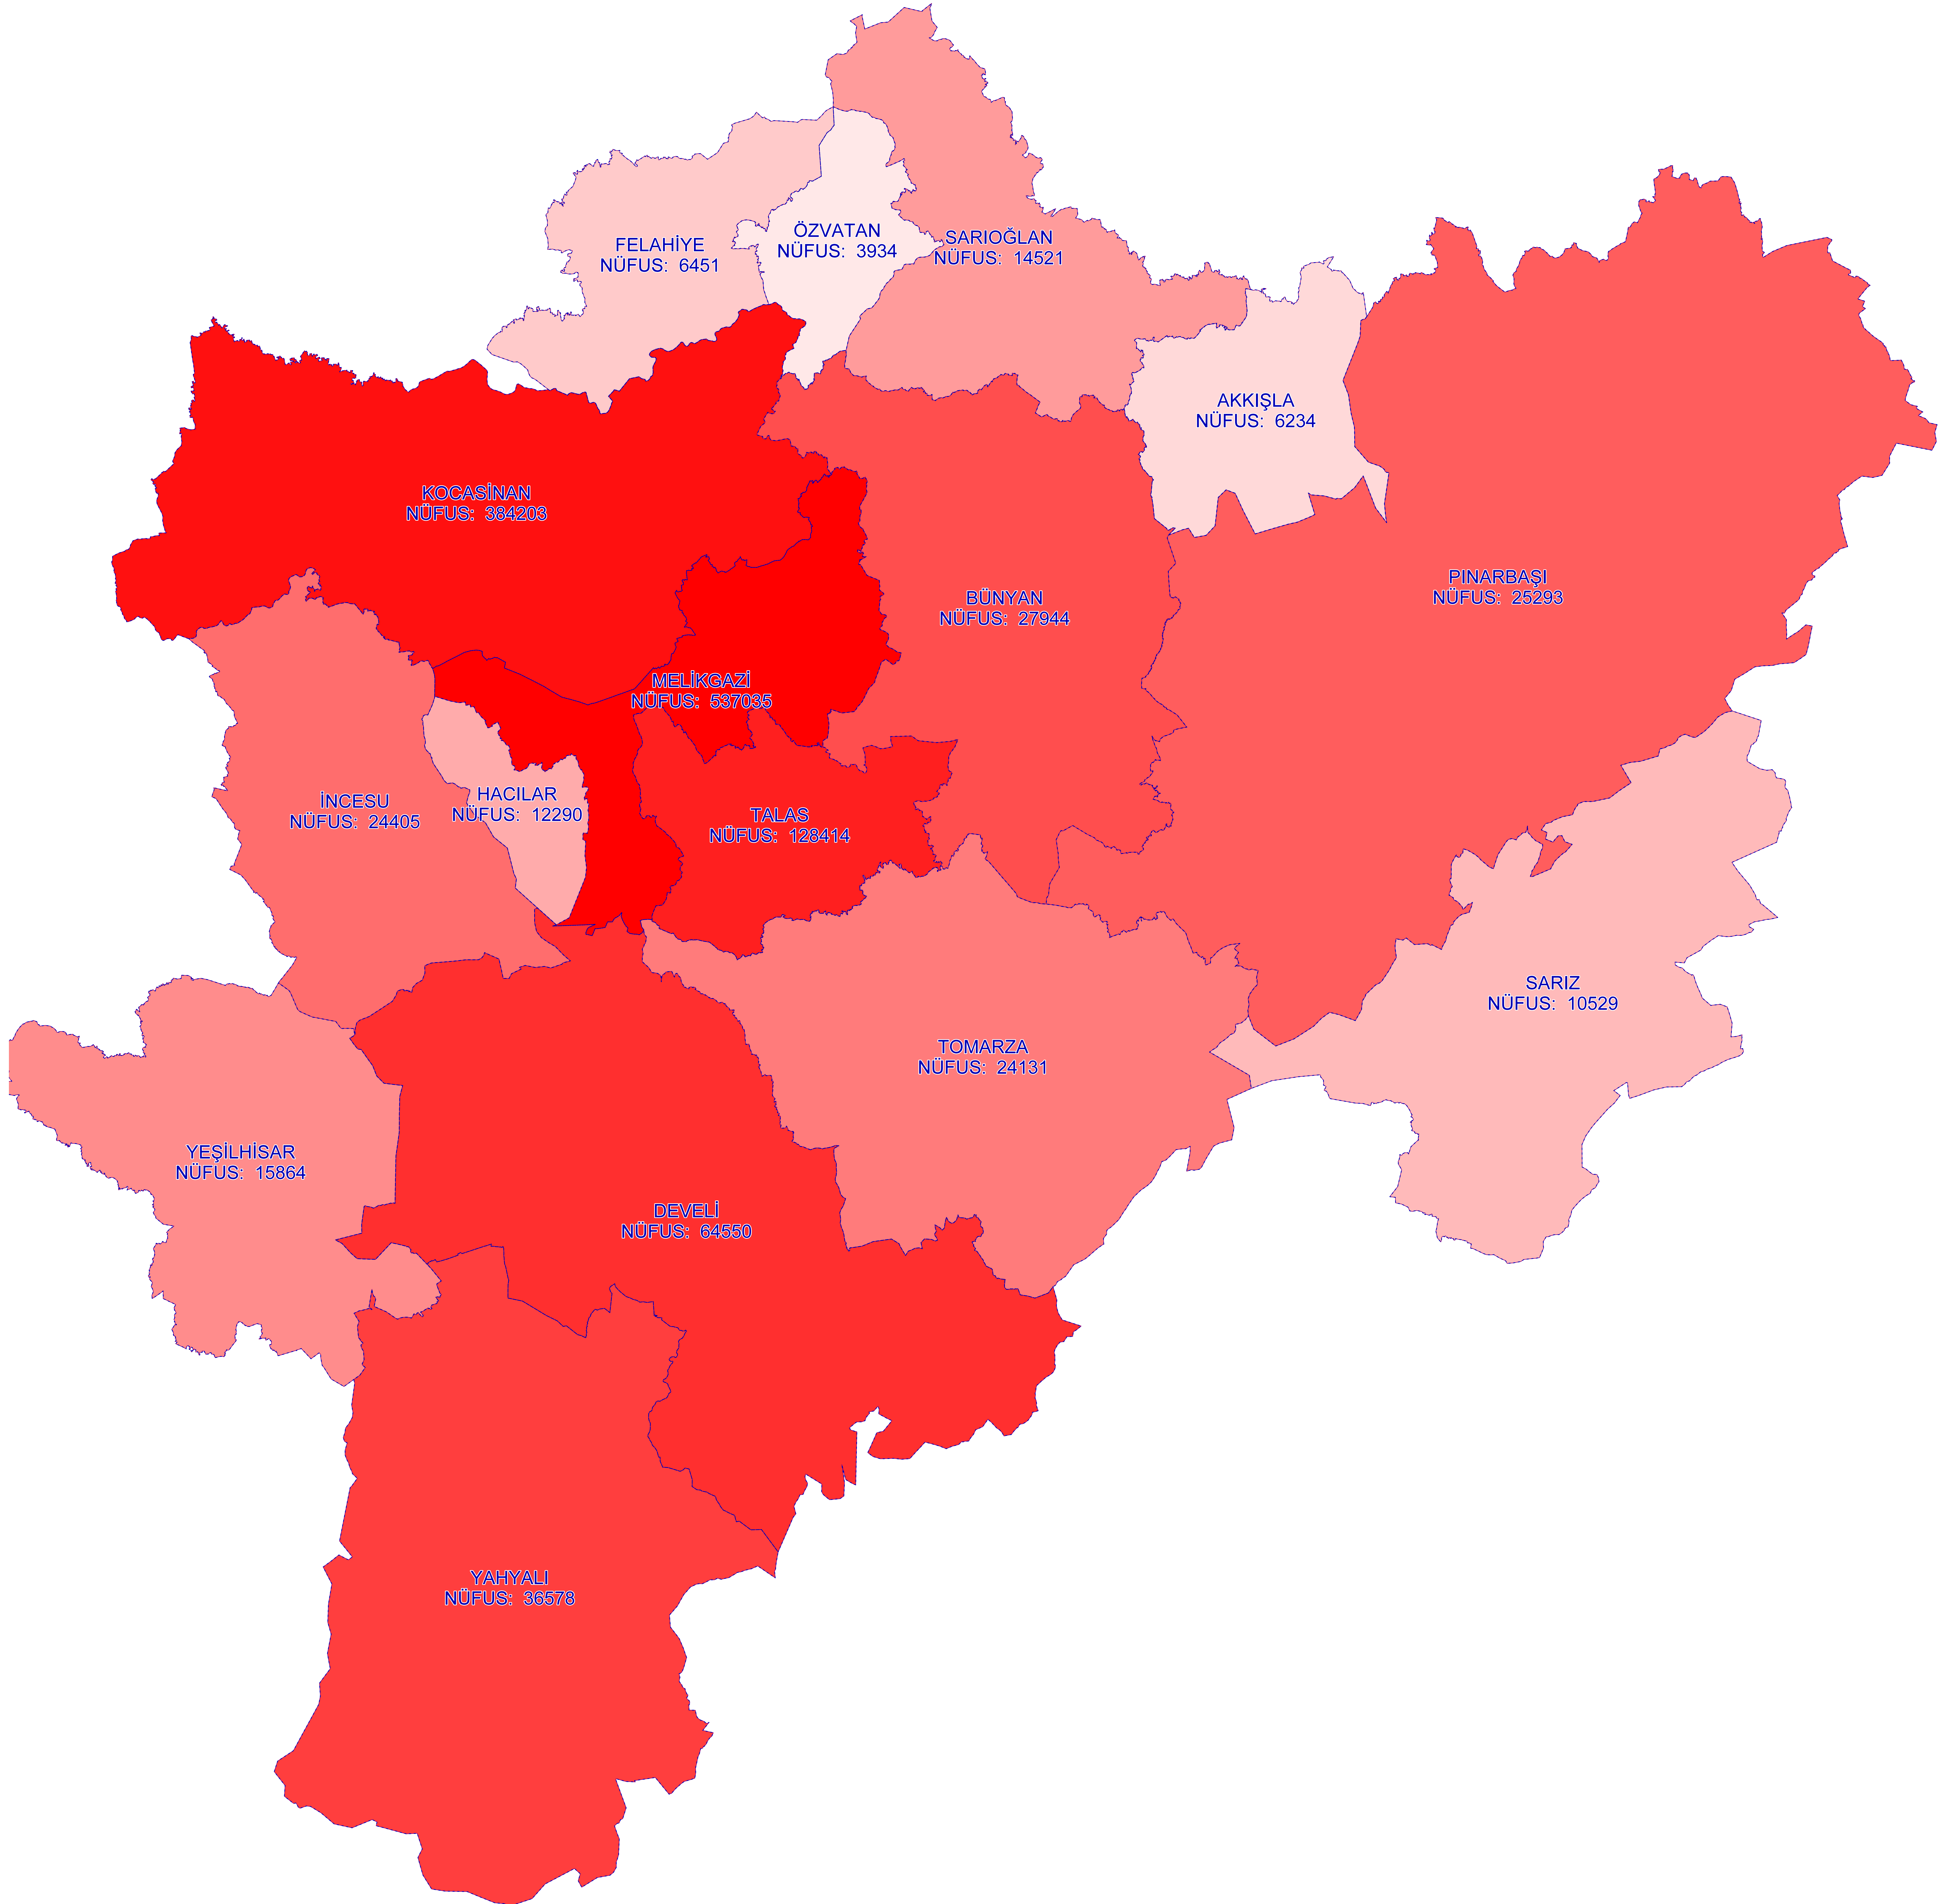 ÖZVATAN
NÜFUS: 3934
SARIOĞLAN
NÜFUS: 14521
FELAHİYE
NÜFUS: 6451
AKKIŞLA
NÜFUS: 6234
KOCASİNAN
NÜFUS: 384203
PINARBAŞI
NÜFUS: 25293
BÜNYAN
NÜFUS: 27944
MELİKGAZİ
NÜFUS: 537035
HACILAR
NÜFUS: 12290
İNCESU
NÜFUS: 24405
TALAS
NÜFUS: 128414
SARIZ
NÜFUS: 10529
TOMARZA
NÜFUS: 24131
YEŞİLHİSAR
NÜFUS: 15864
DEVELİ
NÜFUS: 64550
YAHYALI
NÜFUS: 36578